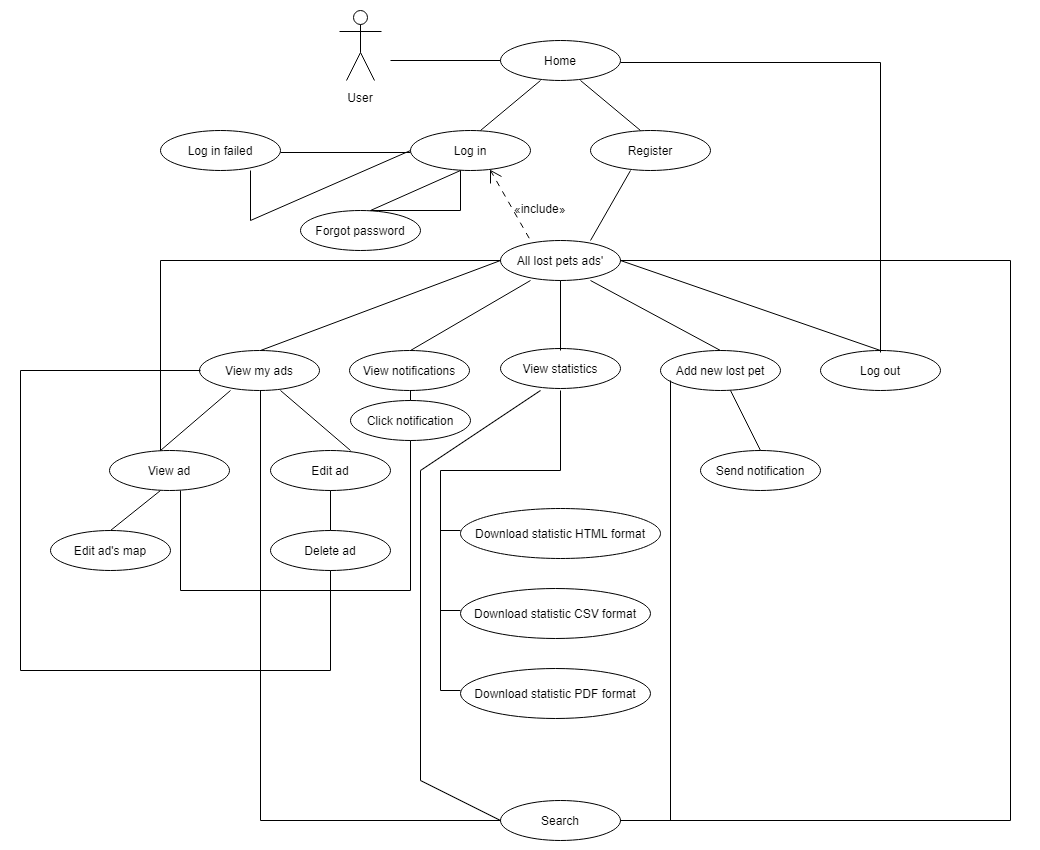 Home
User
Log in failed
Log in
Register
«include»
Forgot password
All lost pets ads'
View my ads
View notifications
View statistics
Add new lost pet
Log out
Click notification
View ad
Edit ad
Send notification
Download statistic HTML format
Edit ad's map
Delete ad
Download statistic CSV format
Download statistic PDF format
Search